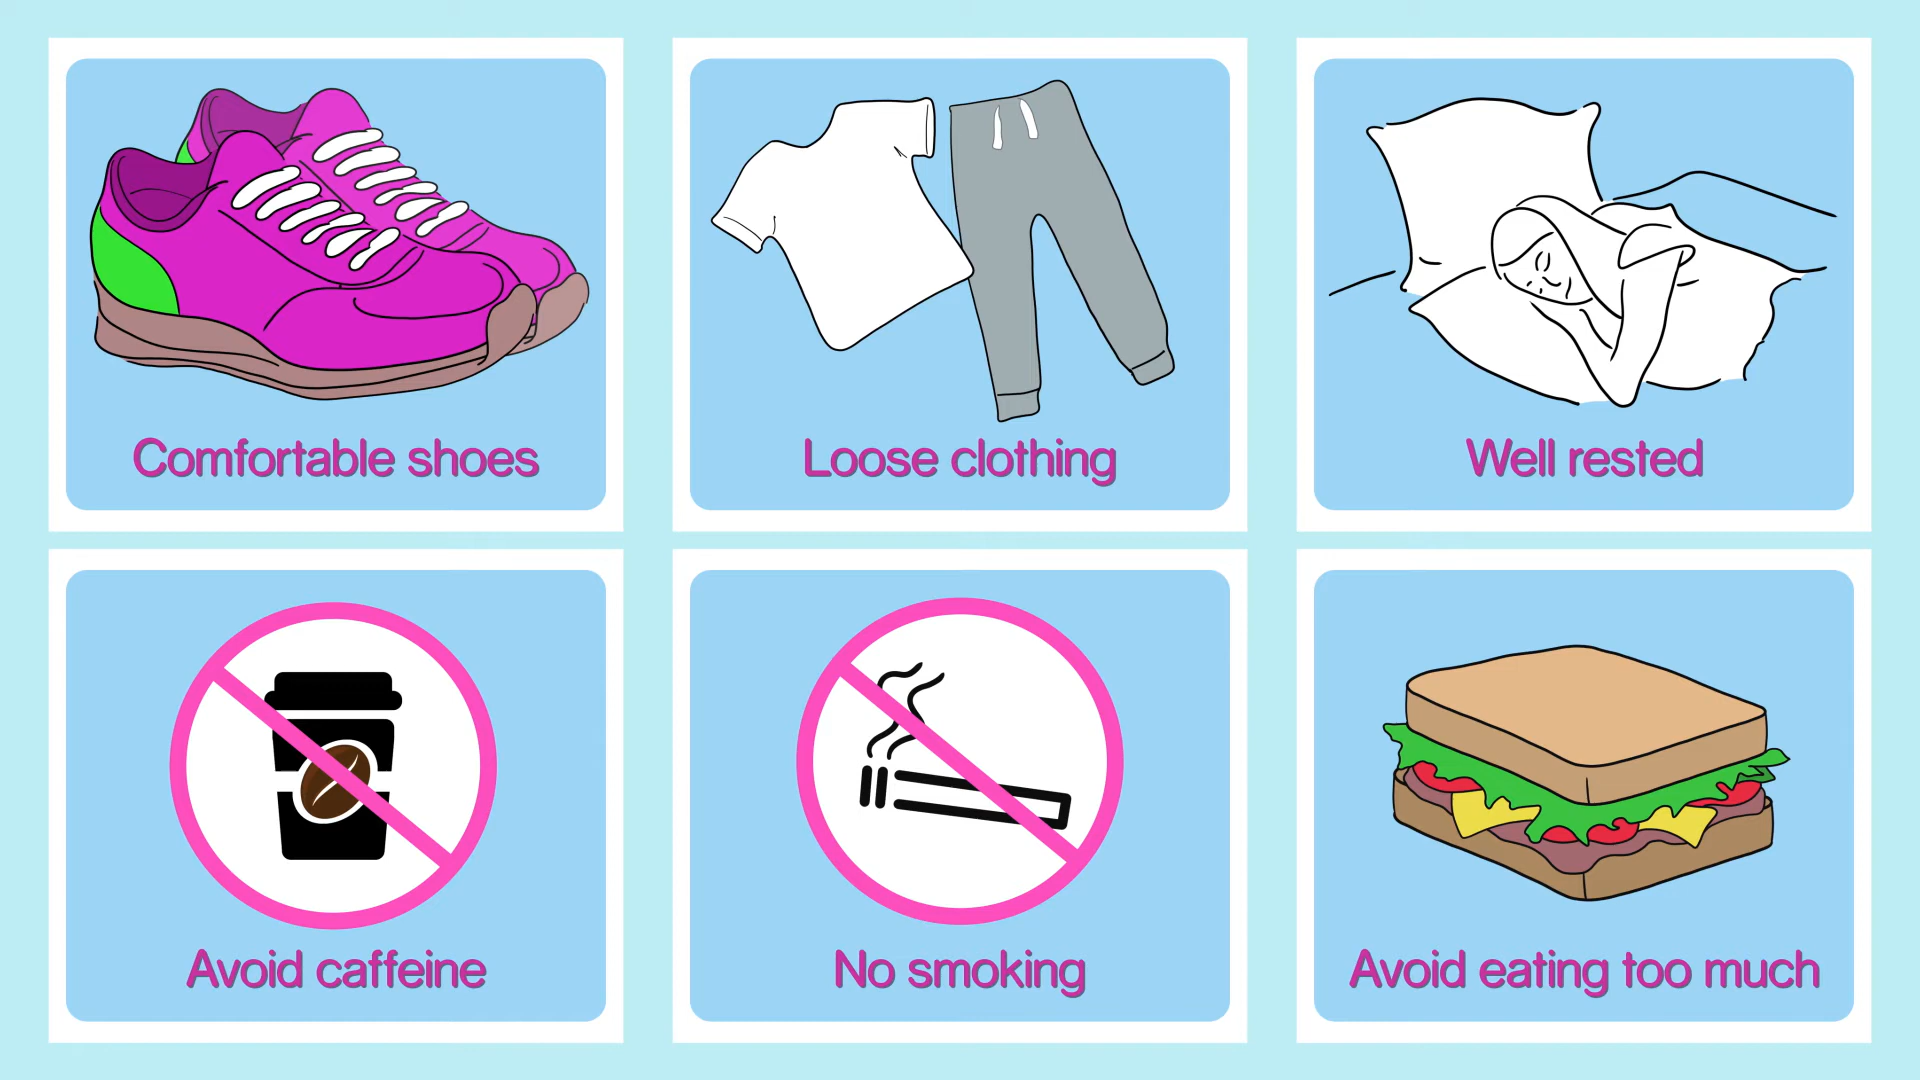 Comfortable shoes
Loose clothing
Well rested
Avoid caffeine
No smoking
Avoid eating too much